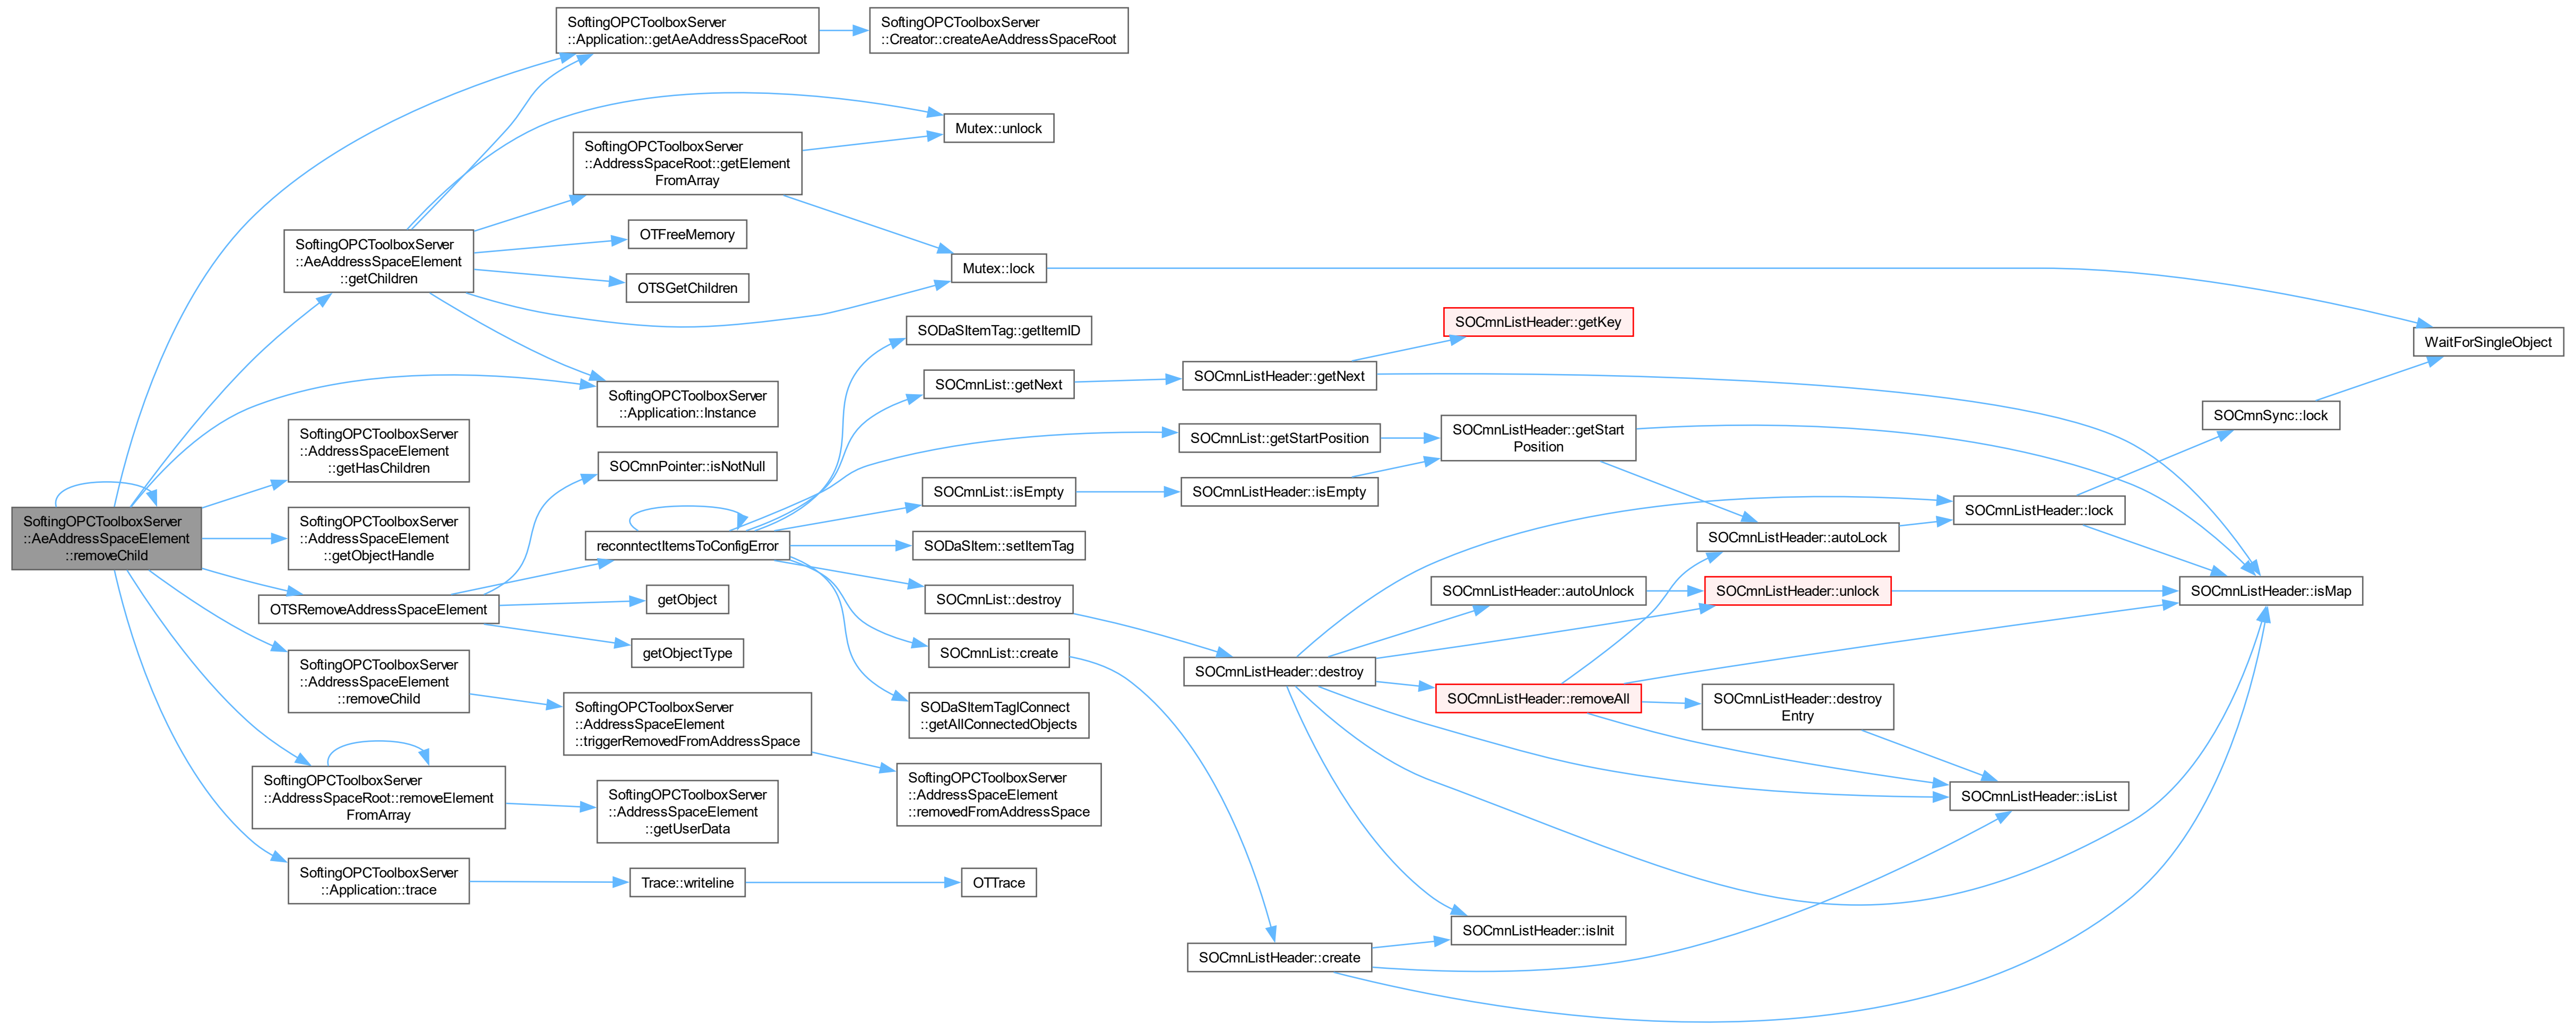 SoftingOPCToolboxServer
::AeAddressSpaceElement
::removeChild
SoftingOPCToolboxServer
::Application::getAeAddressSpaceRoot
SoftingOPCToolboxServer
::Creator::createAeAddressSpaceRoot
SoftingOPCToolboxServer
::AeAddressSpaceElement
::getChildren
Mutex::unlock
SoftingOPCToolboxServer
::AddressSpaceRoot::getElement
FromArray
OTFreeMemory
OTSGetChildren
Mutex::lock
WaitForSingleObject
SoftingOPCToolboxServer
::Application::Instance
SoftingOPCToolboxServer
::AddressSpaceElement
::getHasChildren
SoftingOPCToolboxServer
::AddressSpaceElement
::getObjectHandle
OTSRemoveAddressSpaceElement
SOCmnPointer::isNotNull
reconntectItemsToConfigError
getObject
getObjectType
SODaSItemTag::getItemID
SOCmnList::getNext
SOCmnListHeader::getNext
SOCmnListHeader::getKey
SOCmnList::getStartPosition
SOCmnListHeader::getStart
Position
SOCmnList::isEmpty
SOCmnListHeader::isEmpty
SODaSItem::setItemTag
SOCmnList::destroy
SOCmnList::create
SODaSItemTagIConnect
::getAllConnectedObjects
SOCmnListHeader::autoLock
SOCmnListHeader::lock
SOCmnSync::lock
SOCmnListHeader::isMap
SOCmnListHeader::autoUnlock
SOCmnListHeader::unlock
SOCmnListHeader::destroy
SOCmnListHeader::removeAll
SOCmnListHeader::destroy
Entry
SOCmnListHeader::isList
SOCmnListHeader::isInit
SOCmnListHeader::create
SoftingOPCToolboxServer
::AddressSpaceElement
::removeChild
SoftingOPCToolboxServer
::AddressSpaceElement
::triggerRemovedFromAddressSpace
SoftingOPCToolboxServer
::AddressSpaceElement
::removedFromAddressSpace
SoftingOPCToolboxServer
::AddressSpaceRoot::removeElement
FromArray
SoftingOPCToolboxServer
::AddressSpaceElement
::getUserData
SoftingOPCToolboxServer
::Application::trace
Trace::writeline
OTTrace